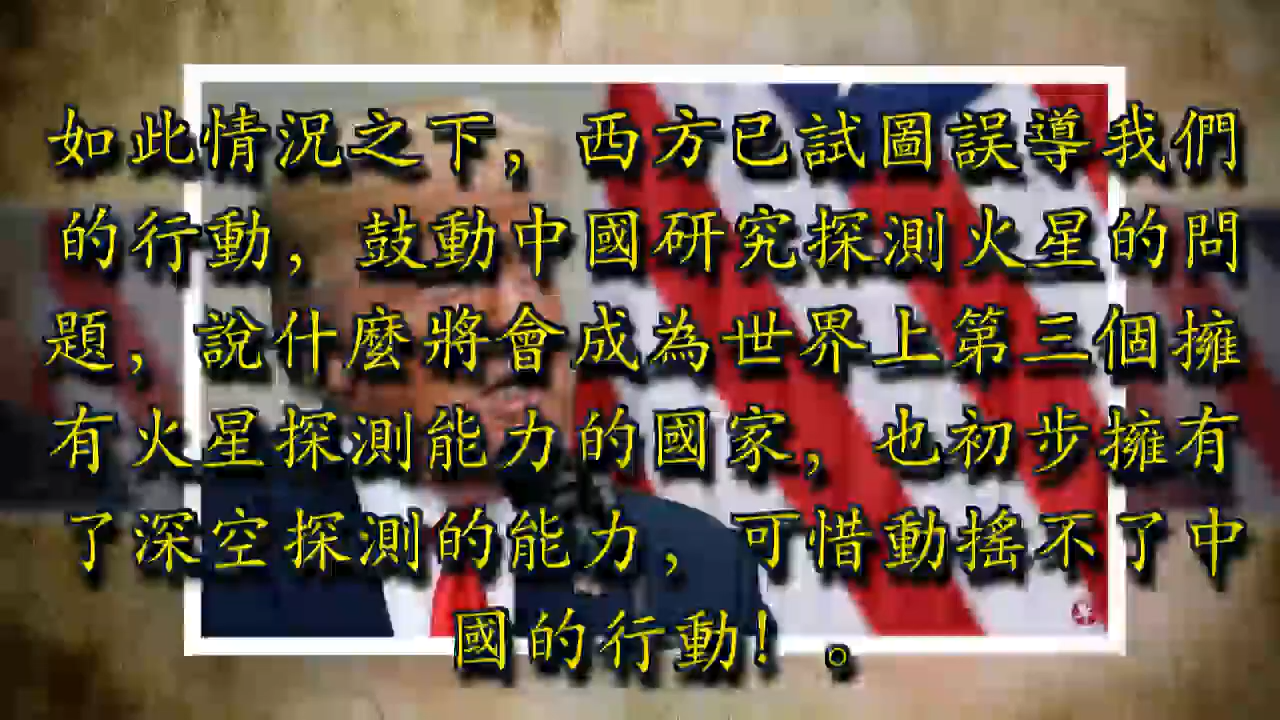 如此情況之下，西方已試圖誤導我們
的行動，鼓動中國研究探測火星的問
題，說什麼將會成為世界上第三個擁
有火星探測能力的國家，也初步擁有
了深空探測的能力，可惜動搖不了中
國的行動！。